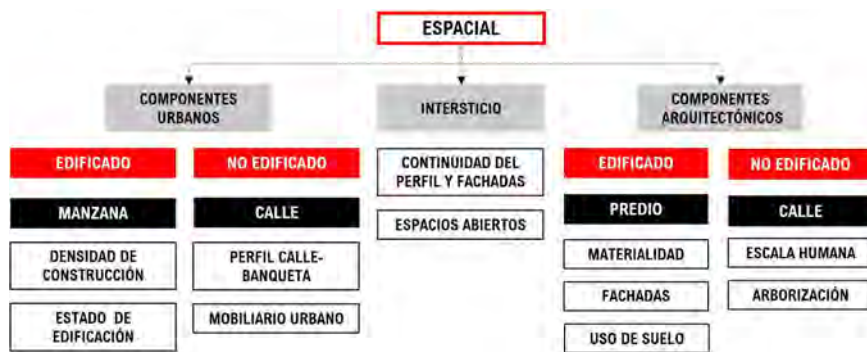 ESPACIAL
COMPONENTES
URBANOS
INTERSTICIO
COMPONENTES
ARQUITECTÓNICOS
EDIFICADO
NO EDIFICADO
MANZANA
CALLE
DENSIDAD DE
CONSTRUCCIÓN
PERFIL CALLE-
BANQUETA
ESTADO DE
EDIFICACIÓN
MOBILIARIO URBANO
CONTINUIDAD DEL
PERFIL Y FACHADAS
ESPACIOS ABIERTOS
EDIFICADO
NO EDIFICADO
PREDIO
CALLE
MATERIALIDAD
ESCALA HUMANA
FACHADAS
ARBORIZACIÓN
USO DE SUELO